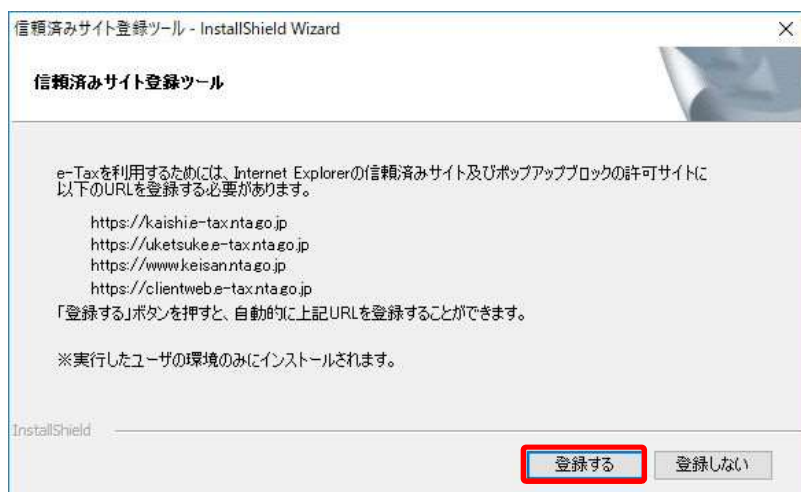 信頼済みサイト登録ツール - InstallShield Wizard
信頼済みサイト登録ツール
e-Taxを利用するためには、Internet Explorerの信頼済みサイト及びポップアップブロックの許可サイトに
以下のURLを登録する必要があります。
https://kaishi.e-tax.nta.go.jp
https://uketsuke.e-tax.nta.go.jp
https://www.keisan.nta.go.jp
https://clientweb.e-tax.nta.go.jp
「登録する」ボタンを押すと、自動的に上記URLを登録することができます。
※実行したユーザの環境のみにインストールされます。
InstallShield
登録する 登録しない